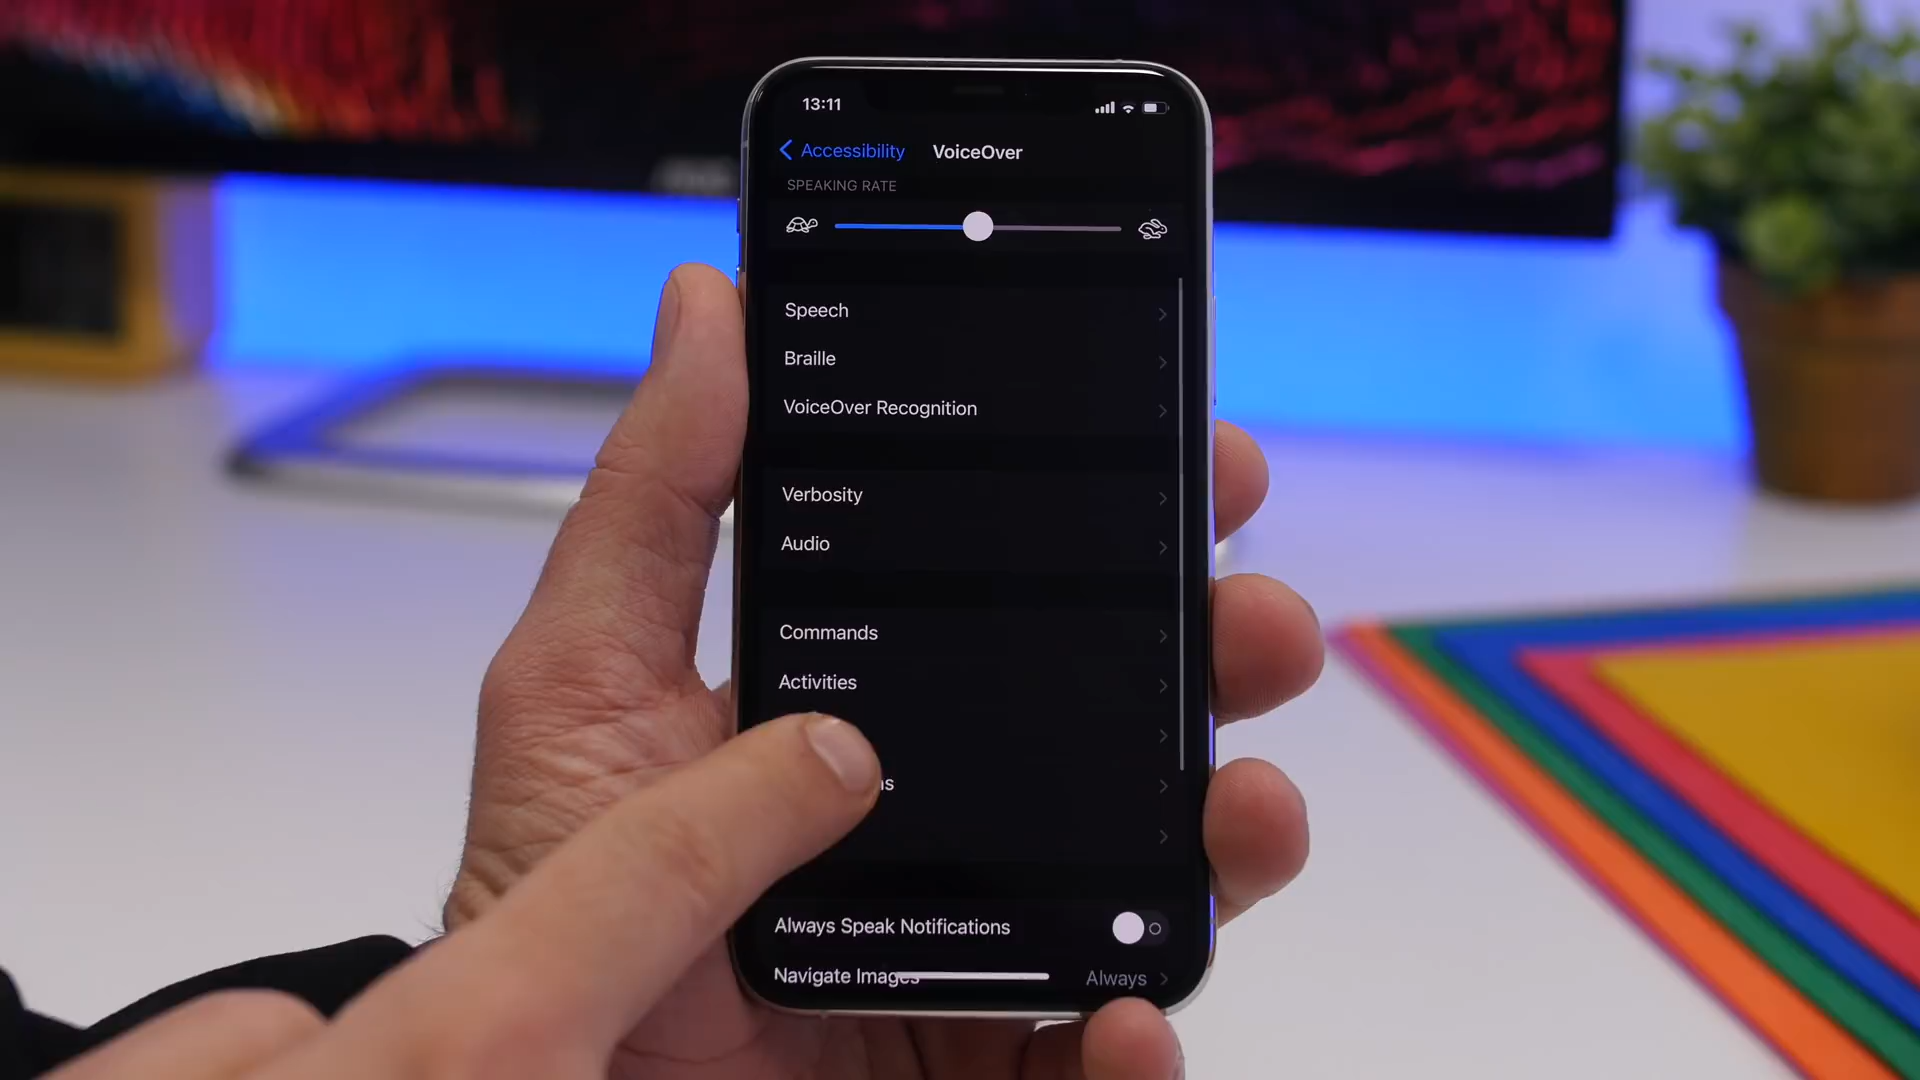 13:11
Accessibility VoiceOver
SPEAKING RATE
Speech
Braille
VoiceOver Recognition
Verbosity
Audio
Commands
Activities
Always Speak Notifications
Navigate Images Always